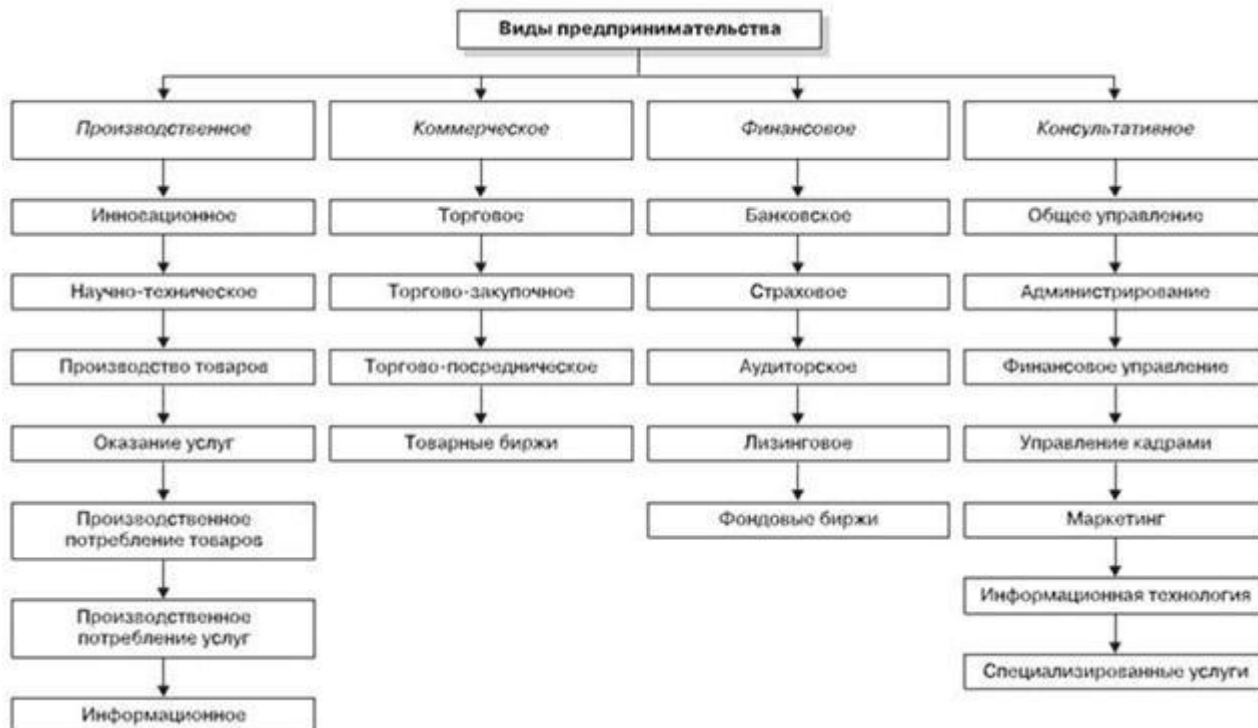 Виды предпринимательства
Производственное
Коммерческое
Финансовое
Консультативное
Инновационное
Торговое
Банковское
Общее управление
Научно-техническое
Торгово-закупочное
Страховое
Администрирование
Производство товаров
Торгово-посредническое
Аудиторское
Финансовое управление
Оказание услуг
Товарные биржи
Лизинговое
Управление кадрами
Производственное
потребление товаров
Фондовые биржи
Маркетинг
Производственное
потребление услуг
Информационная технология
Специализированные услуги
Информационное